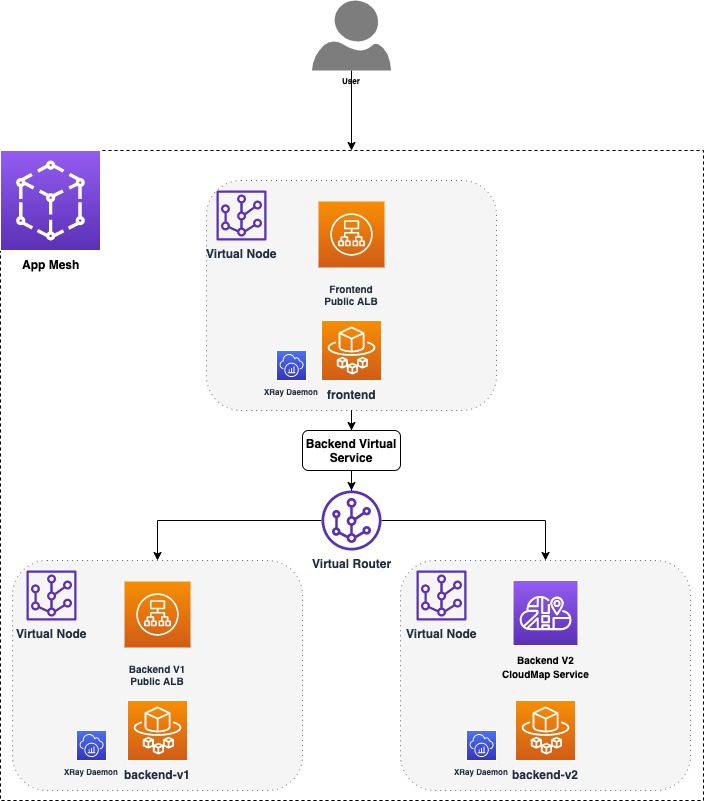 User
App Mesh
Virtual Node
Frontend
Public ALB
XRay Daemon
frontend
Backend Virtual
Service
Virtual Router
Virtual Node
Backend V1
Public ALB
XRay Daemon
backend-v1
Virtual Node
Backend V2
CloudMap Service
XRay Daemon
backend-v2